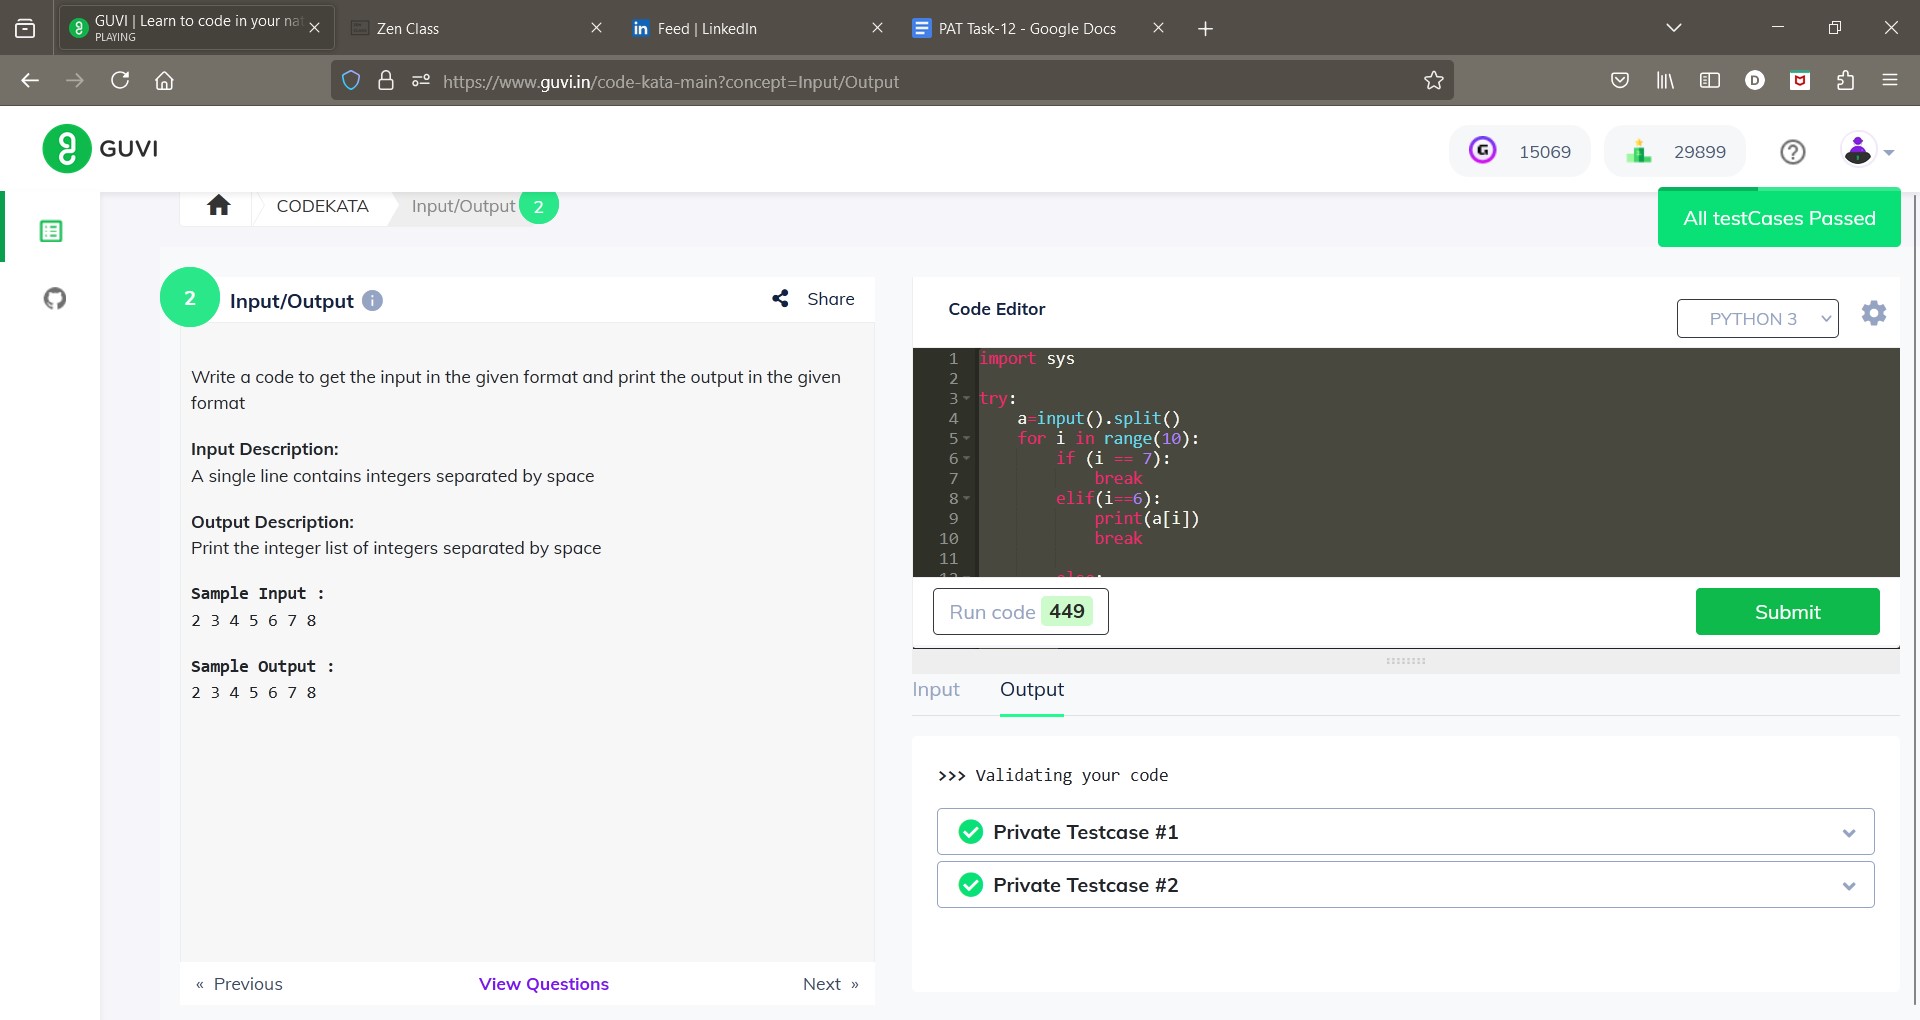 GUVI | Learn to code in your nat
PLAYING
Zen Class
Feed | LinkedIn
PAT Task-12 - Google Docs
https://www.guvi.in/code-kata-main?concept=Input/Output
D
GUVI
G
15069
29899
CODEKATA
Input/Output
2
All testCases Passed
2
Input/Output
i
Share
Write a code to get the input in the given format and print the output in the given
format
Input Description:
A single line contains integers separated by space
Output Description:
Print the integer list of integers separated by space
Sample Input :
2 3 4 5 6 7 8
Sample Output :
2 3 4 5 6 7 8
« Previous
View Questions
Next »
Code Editor
PYTHON 3
1 import sys
2
3 try:
4 a=input().split()
5 for i in range(10):
6 if (i == 7):
7 break
8 elif(i==6):
9 print(a[i])
10 break
11
12 else:
Run code 449
Submit
Input
Output
>>> Validating your code
Private Testcase #1
Private Testcase #2